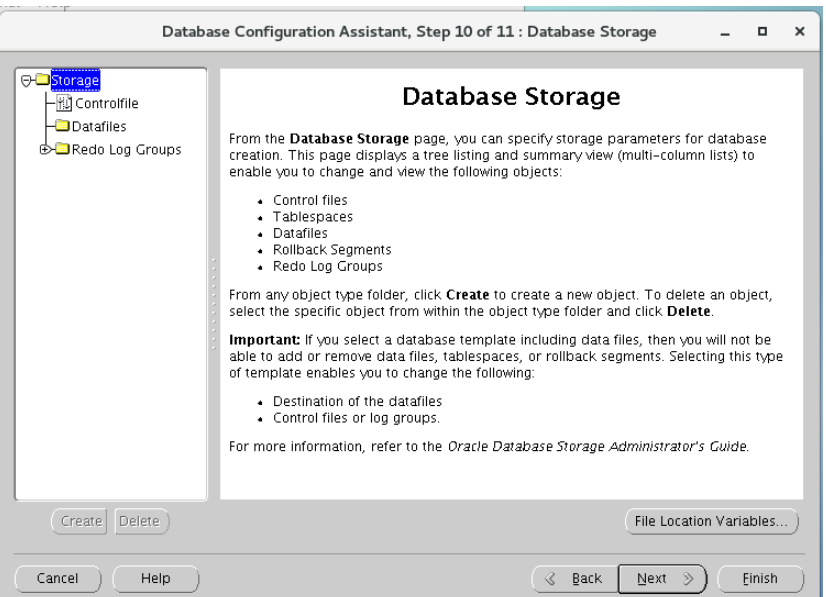 Database Configuration Assistant, Step 10 of 11 : Database Storage
Storage
Controlfile
Datafiles
Redo Log Groups
Database Storage
From the Database Storage page, you can specify storage parameters for database
creation. This page displays a tree listing and summary view (multi-column lists) to
enable you to change and view the following objects:
• Control files
• Tablespaces
• Datafiles
• Rollback Segments
• Redo Log Groups
From any object type folder, click Create to create a new object. To delete an object,
select the specific object from within the object type folder and click Delete.
Important: If you select a database template including data files, then you will not be
able to add or remove data files, tablespaces, or rollback segments. Selecting this type
of template enables you to change the following:
• Destination of the datafiles
• Control files or log groups.
For more information, refer to the Oracle Database Storage Administrator's Guide.
Create Delete
File Location Variables...
Cancel Help Back Next Finish